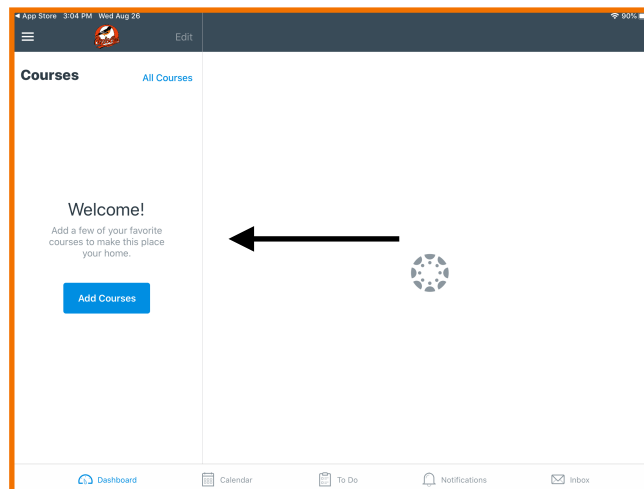 App Store 3:04 PM Wed Aug 26 90%
Edit
Courses All Courses
Welcome!
Add a few of your favorite
courses to make this place
your home.
Add Courses
Dashboard Calendar To Do Notifications Inbox